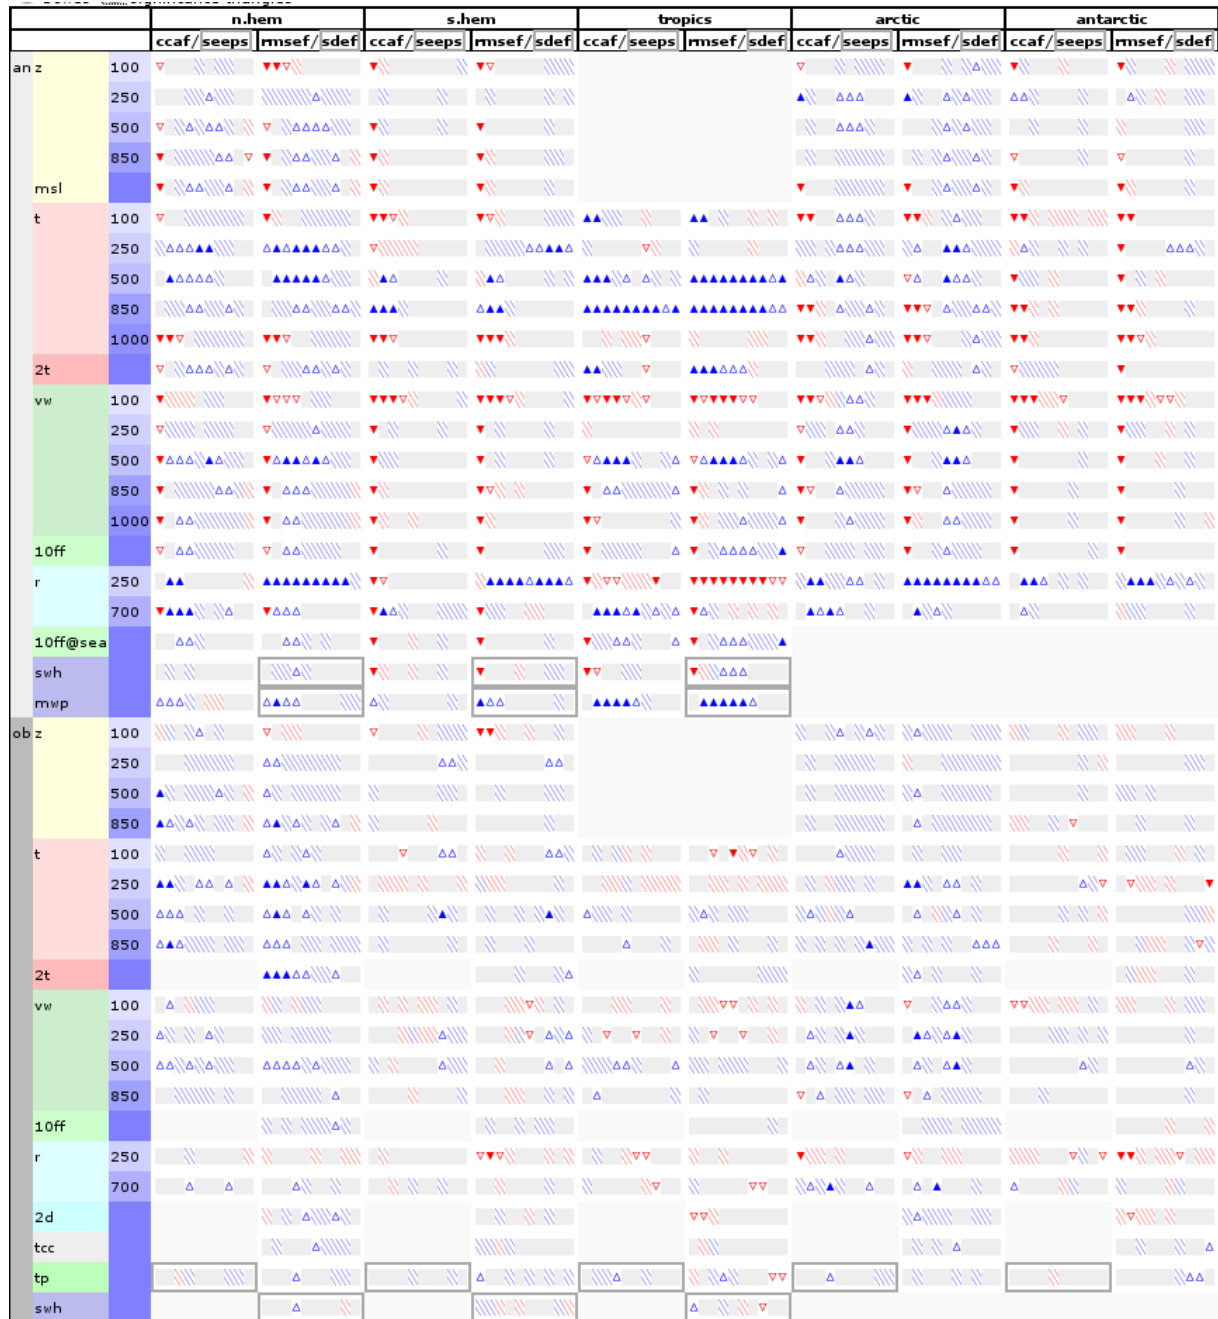 n.hem s.hem tropics arctic antarctic
ccaf/seeps rmsef/sdef ccaf/seeps rmsef/sdef ccaf/seeps rmsef/sdef ccaf/seeps rmsef/sdef ccaf/seeps rmsef/sdef
an z 100
250
500
850
msl
t 100
250
500
850
1000
2t
vw 100
250
500
850
1000
10ff
r 250
700
10ff@sea
swh
mwp
ob z 100
250
500
850
t 100
250
500
850
2t
vw 100
250
500
850
10ff
r 250
700
2d
tcc
tp
swh